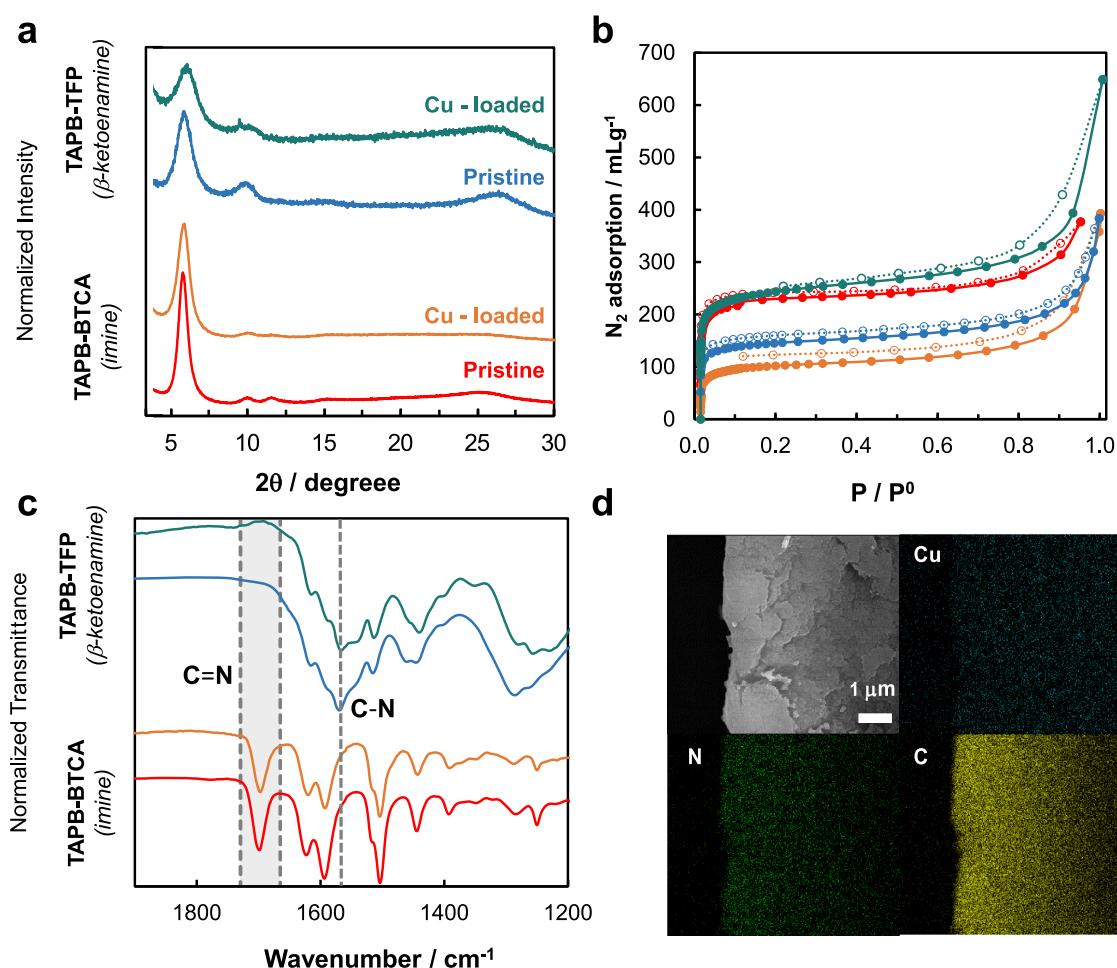 a
TAPB-TFP
(β-ketoenamine)
TAPB-BTCA
(imine)
Normalized Intensity
Cu - loaded
Pristine
Cu - loaded
Pristine
5 10 15 20 25 30
2θ / degreee
b
700
600
500
400
300
200
100
0
N2 adsorption / mLg-1
0.0 0.2 0.4 0.6 0.8 1.0
P / P0
c
TAPB-TFP
(β-ketoenamine)
TAPB-BTCA
(imine)
Normalized Transmittance
C=N
C-N
1800 1600 1400 1200
Wavenumber / cm-1
d
Cu
1 μm
N
C